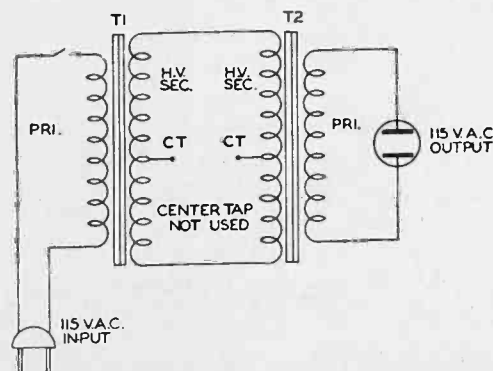 T1
T2
H.V.
SEC.
H.V.
SEC.
PRI.
CT
CT
PRI.
115 V.A.C.
OUTPUT
CENTER TAP
NOT USED
115 V.A.C.
INPUT